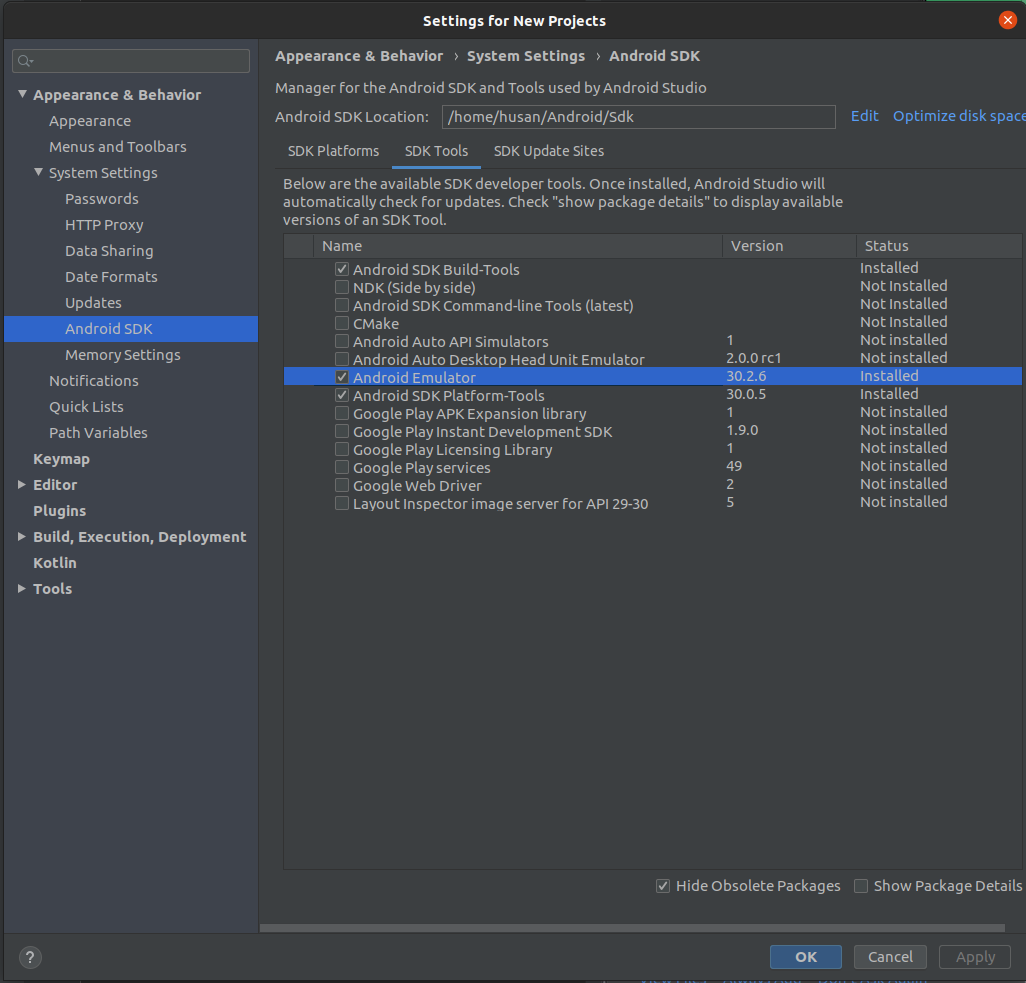 Settings for New Projects
Appearance & Behavior
Appearance
Menus and Toolbars
System Settings
Passwords
HTTP Proxy
Data Sharing
Date Formats
Updates
Android SDK
Memory Settings
Notifications
Quick Lists
Path Variables
Keymap
Editor
Plugins
Build, Execution, Deployment
Kotlin
Tools
Appearance & Behavior › System Settings › Android SDK
Manager for the Android SDK and Tools used by Android Studio
Android SDK Location: /home/husan/Android/Sdk Edit Optimize disk space
SDK Platforms SDK Tools SDK Update Sites
Below are the available SDK developer tools. Once installed, Android Studio will
automatically check for updates. Check "show package details" to display available
versions of an SDK Tool.
Name Version Status
Android SDK Build-Tools Installed
NDK (Side by side) Not Installed
Android SDK Command-line Tools (latest) Not Installed
CMake Not Installed
Android Auto API Simulators 1 Not installed
Android Auto Desktop Head Unit Emulator 2.0.0 rc1 Not installed
Android Emulator 30.2.6 Installed
Android SDK Platform-Tools 30.0.5 Installed
Google Play APK Expansion library 1 Not installed
Google Play Instant Development SDK 1.9.0 Not installed
Google Play Licensing Library 1 Not installed
Google Play services 49 Not installed
Google Web Driver 2 Not installed
Layout Inspector image server for API 29-30 5 Not installed
Hide Obsolete Packages Show Package Details
? OK Cancel Apply